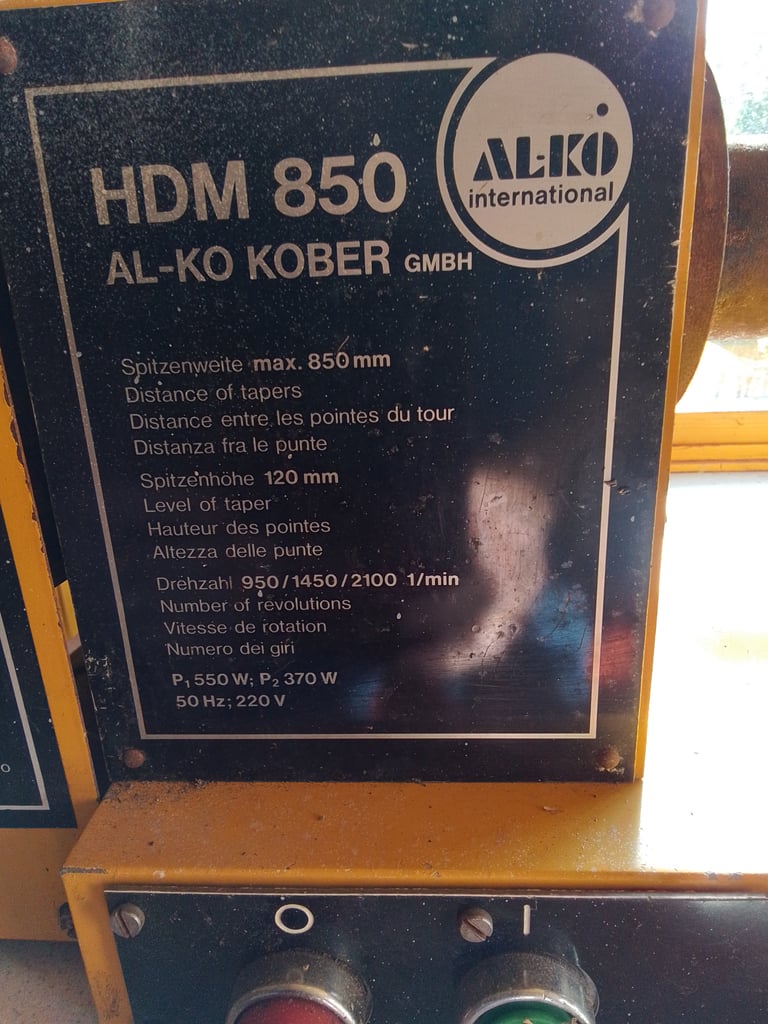 AL-KO
international
HDM 850
AL-KO KOBER GMBH
Spitzenweite max. 850 mm
Distance of tapers
Distance entre les pointes du tour
Distanza fra le punte
Spitzenhöhe 120 mm
Level of taper
Hauteur des pointes
Altezza delle punte
Drehzahl 950/1450/2100 1/min
Number of revolutions
Vitesse de rotation
Numero dei giri
P₁ 550 W; P₂ 370 W
50 Hz; 220 V
O I